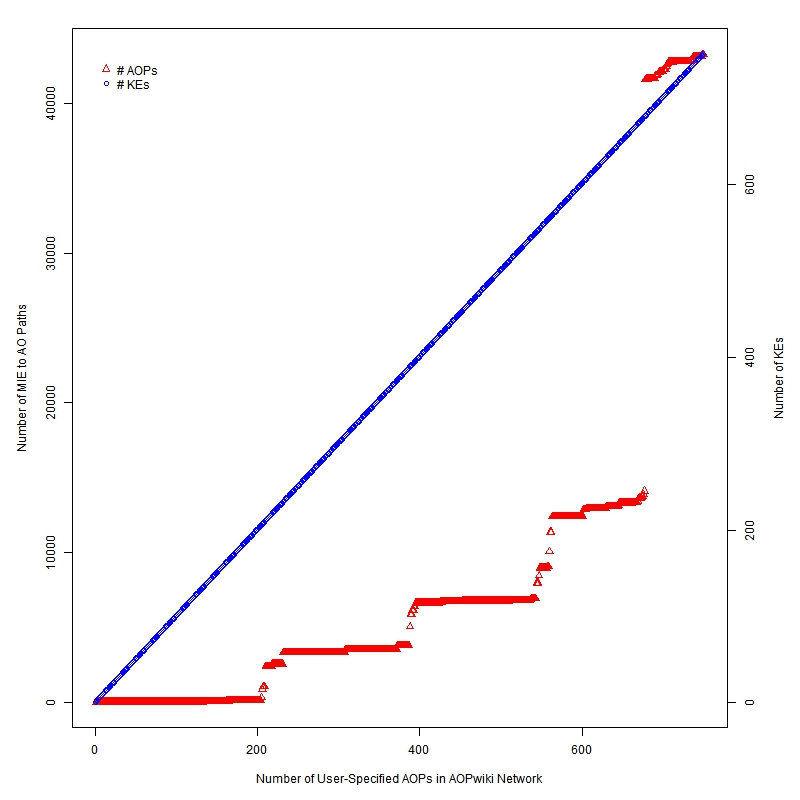 # AOPs
# KEs
40000
30000
20000
10000
0
Number of MIE to AO Paths
600
400
200
0
Number of KEs
0 200 400 600
Number of User-Specified AOPs in AOPwiki Network